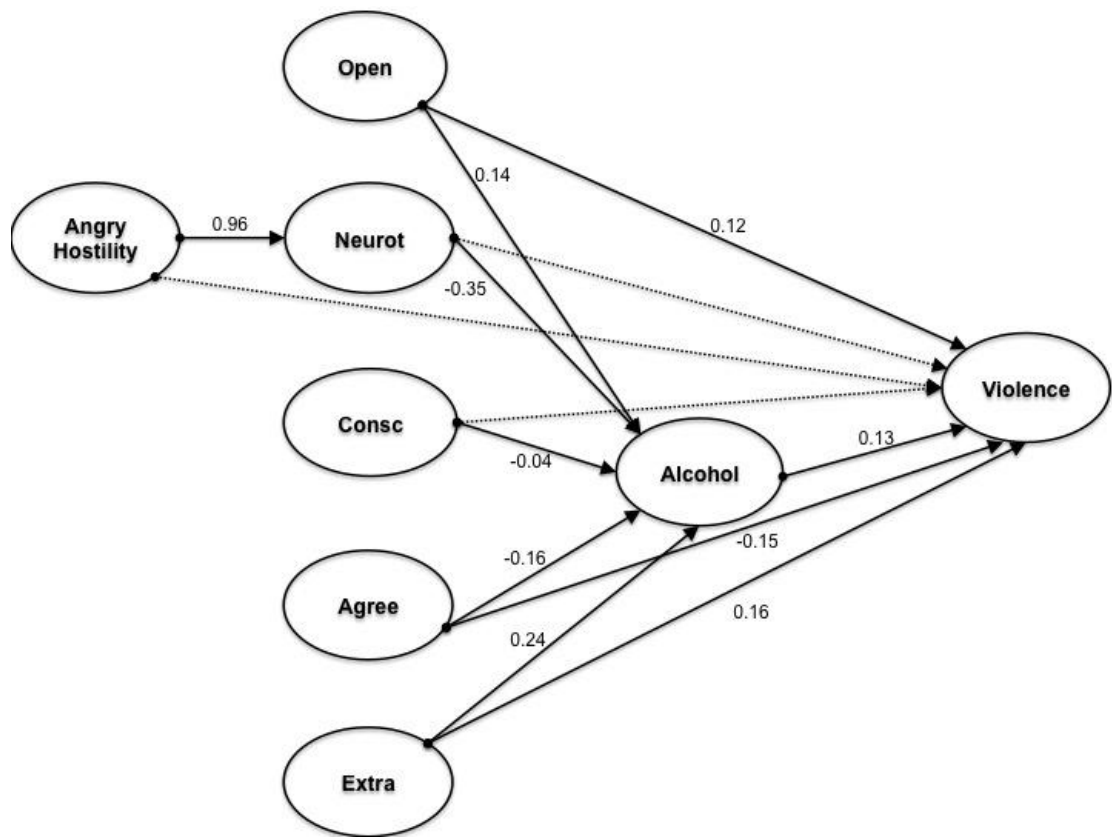 Open
0.14
0.12
Angry
Hostility
0.96
Neurot
-0.35
Violence
Consc
-0.04
Alcohol
0.13
-0.16
-0.15
Agree
0.24
0.16
Extra